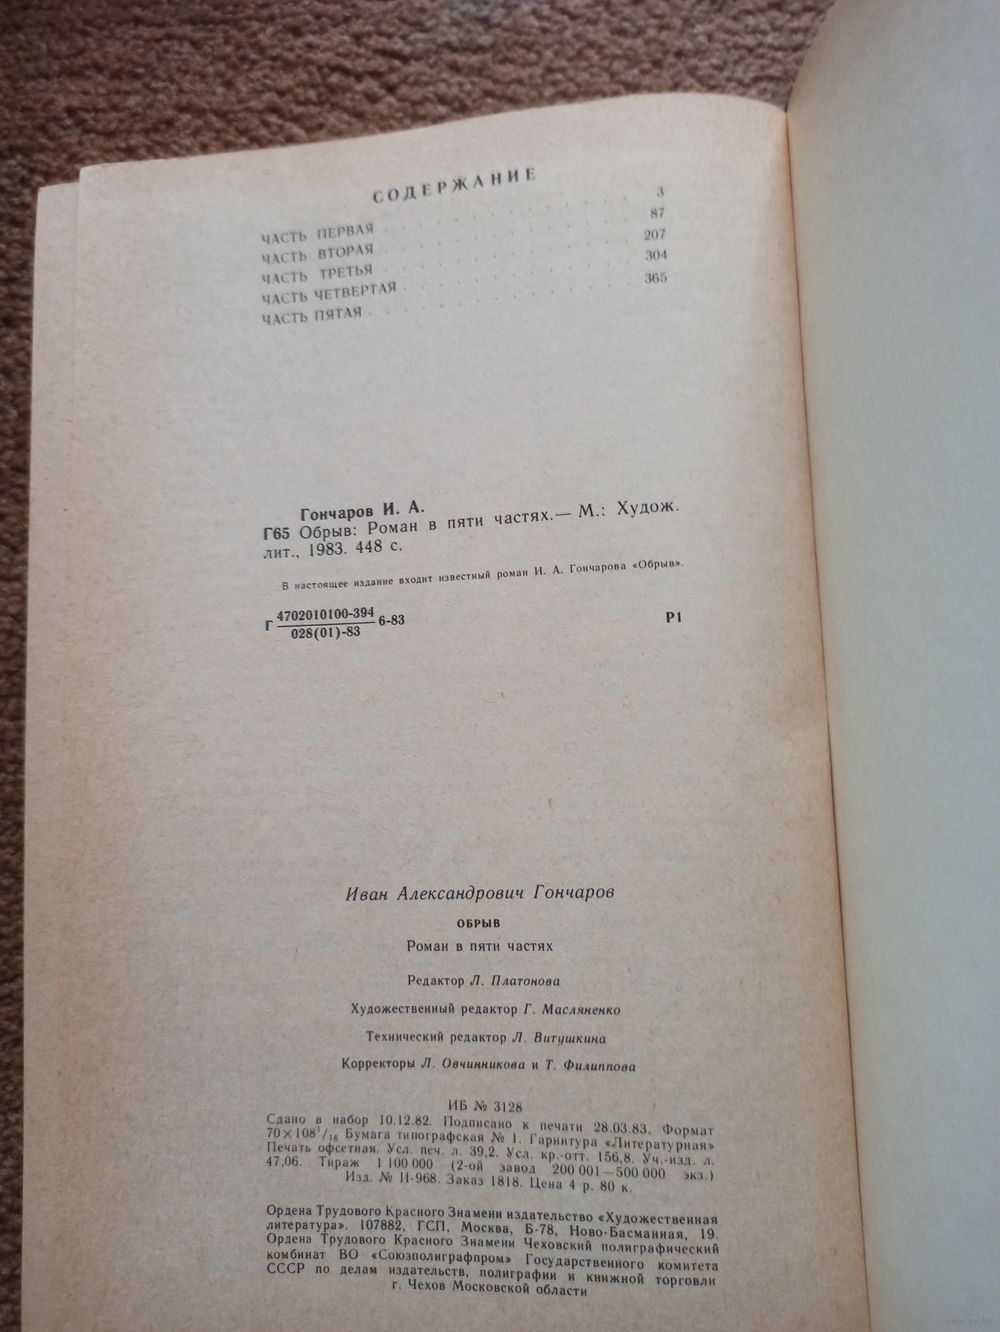 СОДЕРЖАНИЕ
ЧАСТЬ ПЕРВАЯ . . . . . . . . . . 3
ЧАСТЬ ВТОРАЯ . . . . . . . . . . 87
ЧАСТЬ ТРЕТЬЯ . . . . . . . . . . 207
ЧАСТЬ ЧЕТВЕРТАЯ . . . . . . . . . . 304
ЧАСТЬ ПЯТАЯ . . . . . . . . . . 365
Гончаров И. А.
Г65 Обрыв: Роман в пяти частях.— М.: Худож.
лит., 1983. 448 с.
В настоящее издание входит известный роман И. А. Гончарова «Обрыв».
Г 4702010100-394 6-83 Р1
028(01)-83
Иван Александрович Гончаров
ОБРЫВ
Роман в пяти частях
Редактор Л. Платонова
Художественный редактор Г. Масляненко
Технический редактор Л. Витушкина
Корректоры Л. Овчинникова и Т. Филиппова
ИБ № 3128
Сдано в набор 10.12.82. Подписано к печати 28.03.83. Формат
70×108¹/₁₆ Бумага типографская № 1. Гарнитура «Литературная»
Печать офсетная. Усл. печ. л. 39,2. Усл. кр.-отт. 156,8. Уч.-изд. л.
47,06. Тираж 1 100 000 (2-ой завод 200 001—500 000 экз.)
Изд. № II-968. Заказ 1818. Цена 4 р. 80 к.
Ордена Трудового Красного Знамени издательство «Художественная
литература». 107882, ГСП, Москва, Б-78, Ново-Басманная, 19.
Ордена Трудового Красного Знамени Чеховский полиграфический
комбинат ВО «Союзполиграфпром» Государственного комитета
СССР по делам издательств, полиграфии и книжной торговли
г. Чехов Московской области